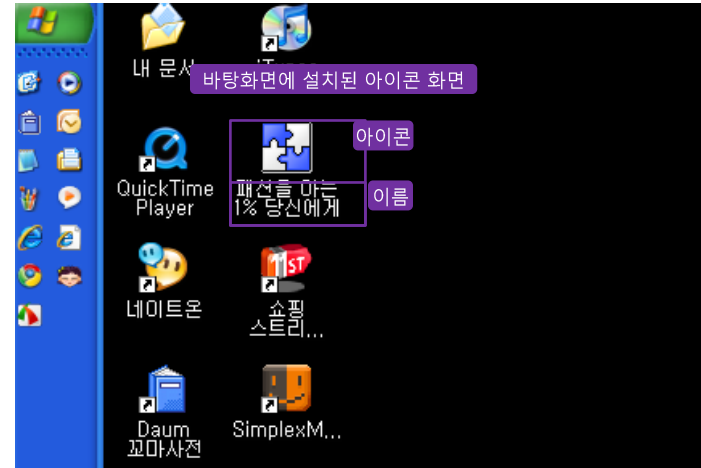 내 문서
바탕화면에 설치된 아이콘 화면
아이콘
QuickTime
Player
패션을 아는
1% 당신에게
이름
네이트온
쇼핑
스트리...
Daum
꼬마사전
SimplexM...